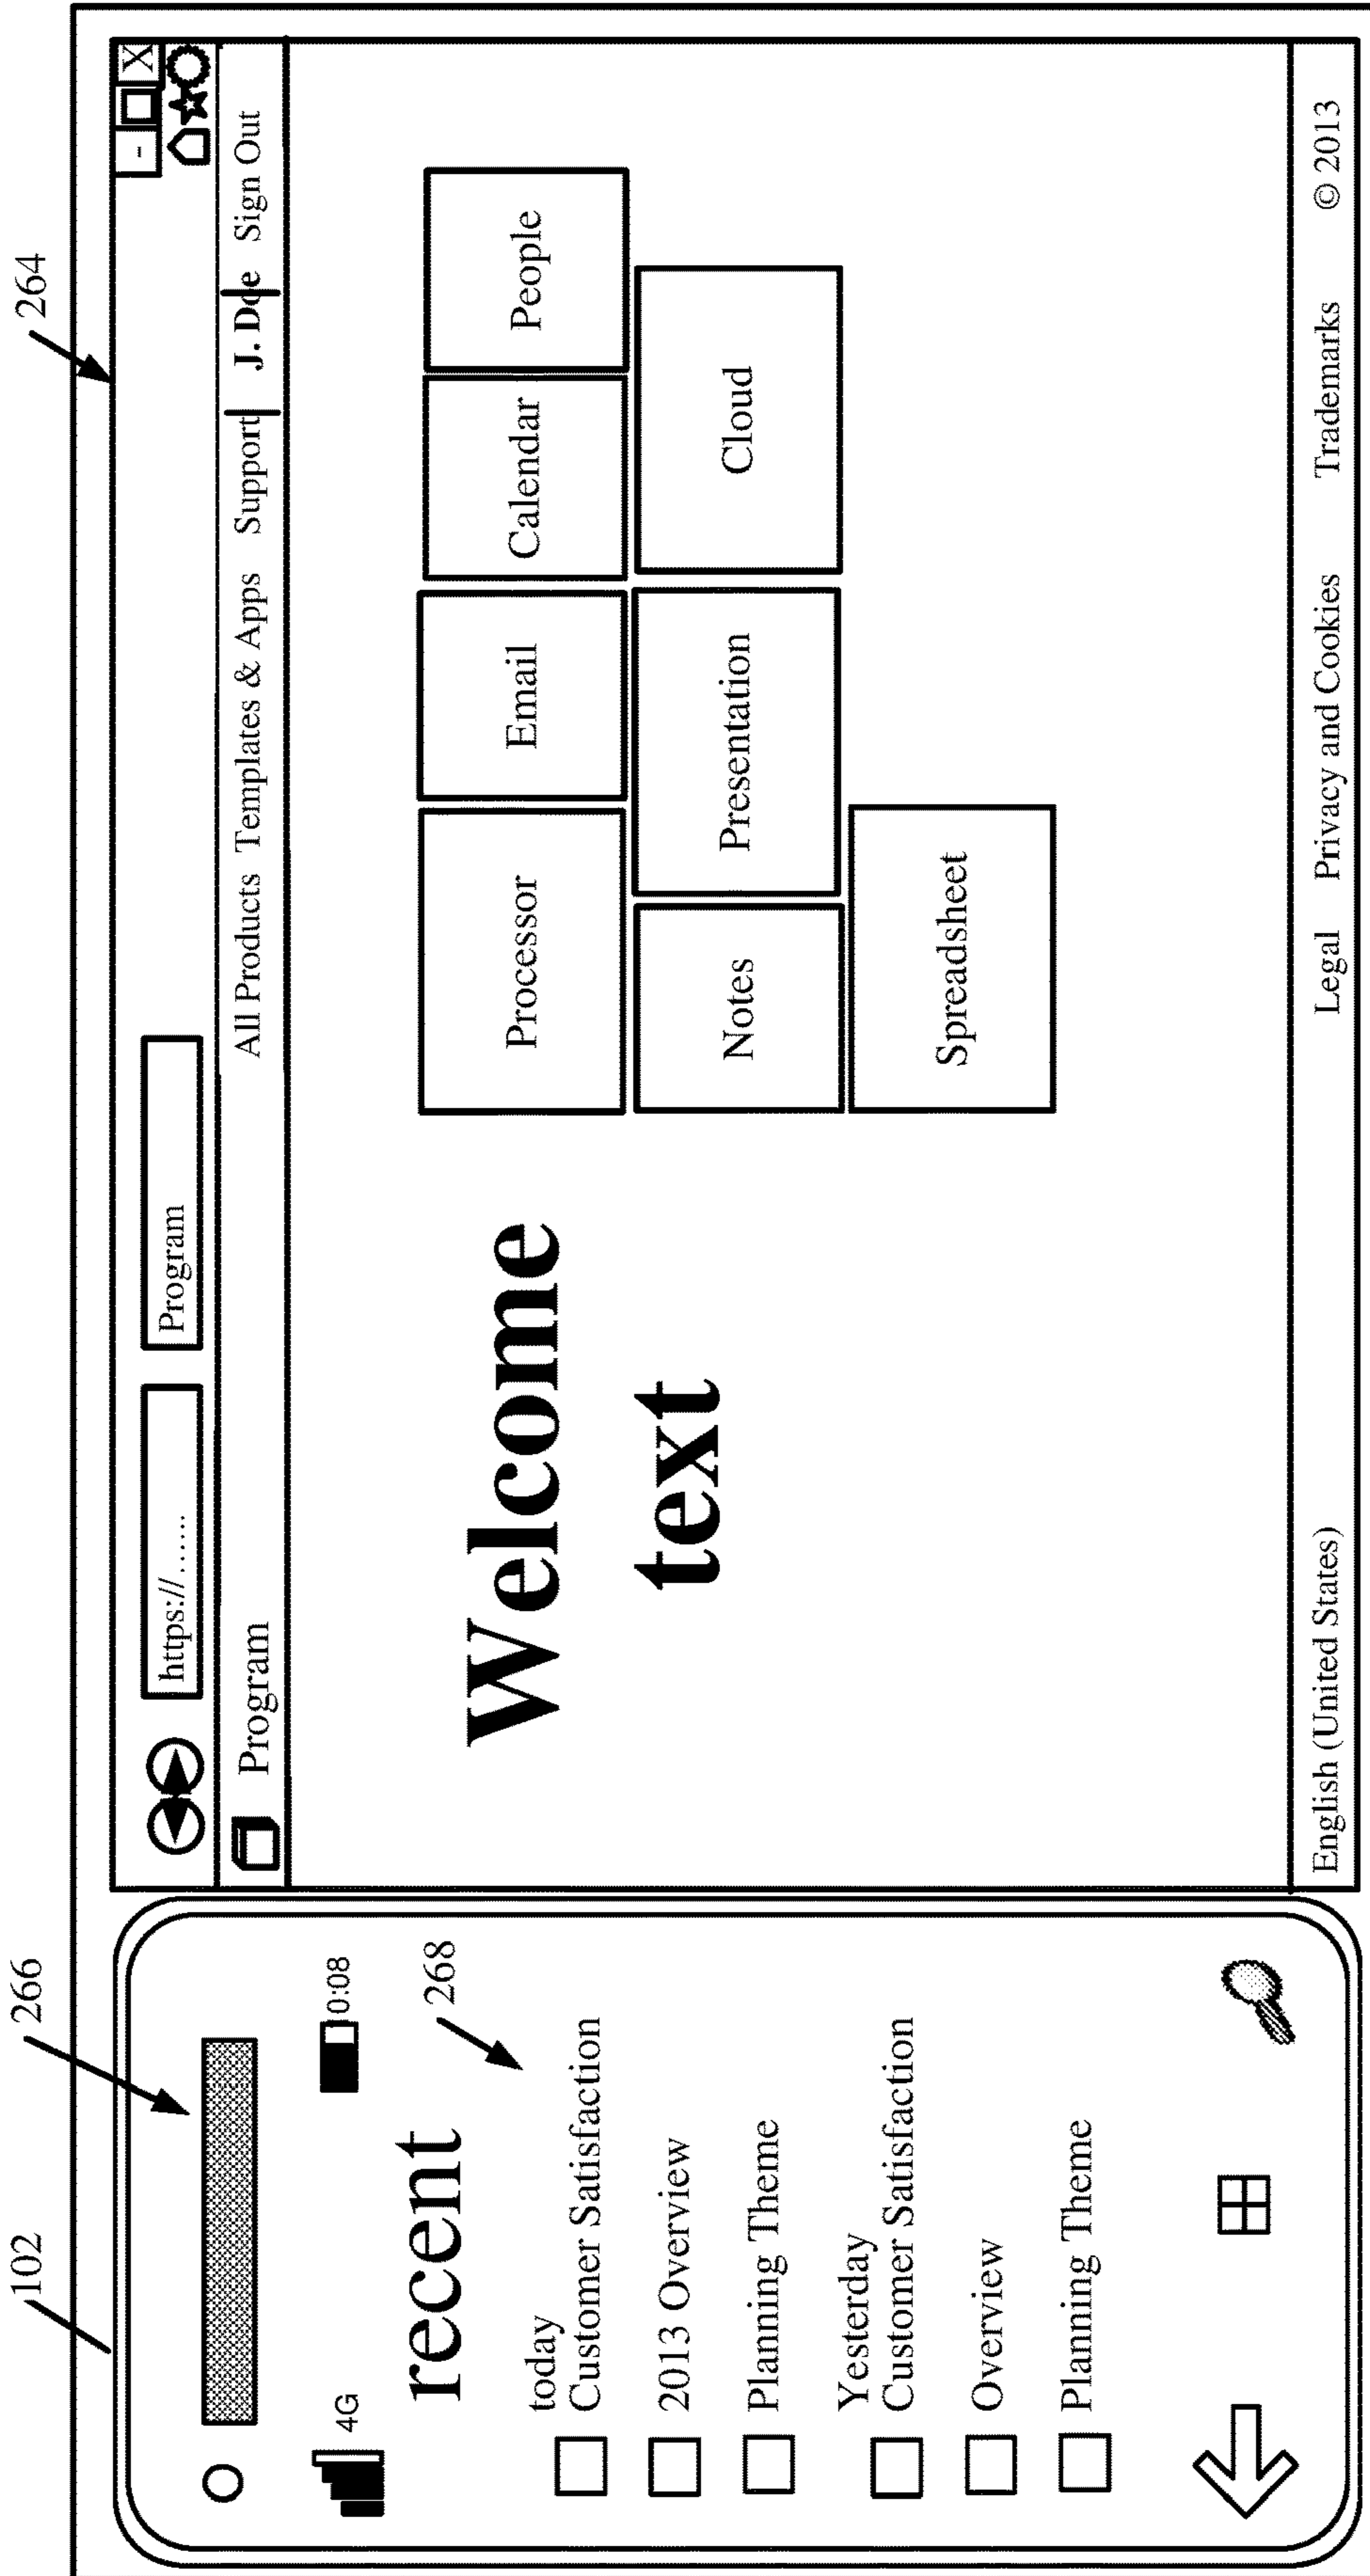 102
266
264
4G
10:08
recent
268
today
Customer Satisfaction
2013 Overview
Planning Theme
Yesterday
Customer Satisfaction
Overview
Planning Theme
https://......
Program
- X
Program
All Products Templates & Apps Support J. Doe Sign Out
Welcome
text
Processor
Email
Calendar
People
Notes
Presentation
Cloud
Spreadsheet
English (United States) Legal Privacy and Cookies Trademarks © 2013